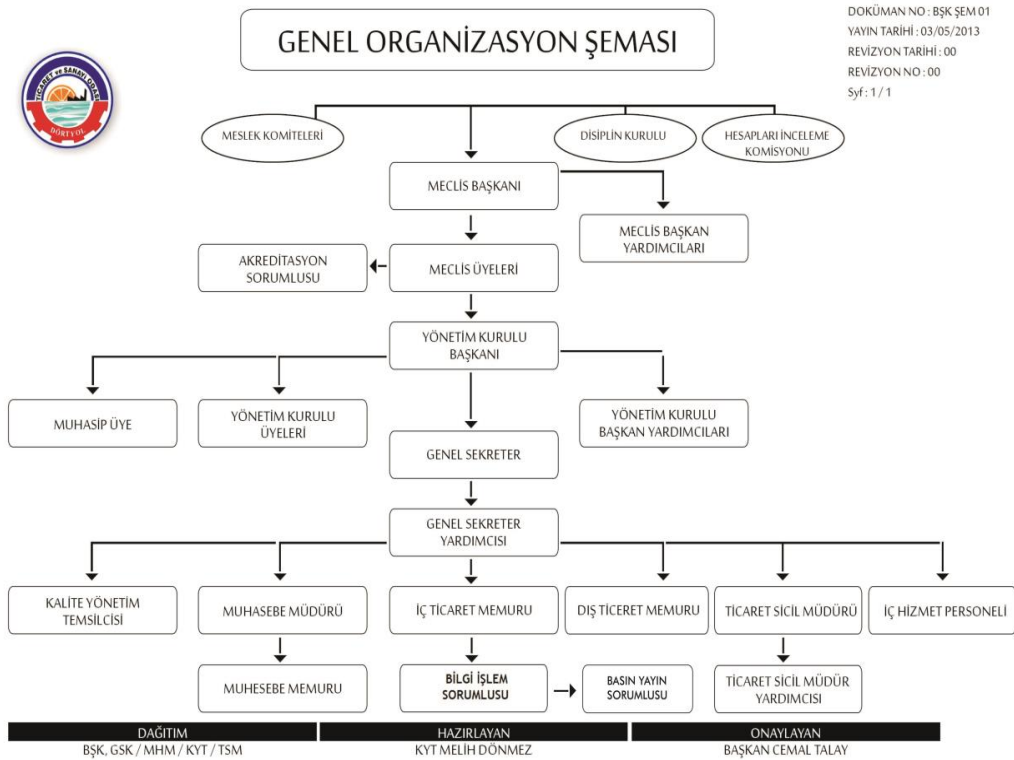 GENEL ORGANİZASYON ŞEMASI
DOKÜMAN NO : BŞK ŞEM 01
YAYIN TARİHİ : 03/05/2013
REVİZYON TARİHİ : 00
REVİZYON NO : 00
Syf : 1 / 1
TİCARET ve SANAYİ ODASI
DÖRTYOL
MESLEK KOMİTELERİ
DİSİPLİN KURULU
HESAPLARI İNCELEME
KOMİSYONU
MECLİS BAŞKANI
MECLİS BAŞKAN
YARDIMCILARI
AKREDİTASYON
SORUMLUSU
MECLİS ÜYELERİ
YÖNETİM KURULU
BAŞKANI
MUHASİP ÜYE
YÖNETİM KURULU
ÜYELERİ
YÖNETİM KURULU
BAŞKAN YARDIMCILARI
GENEL SEKRETER
GENEL SEKRETER
YARDIMCISI
KALİTE YÖNETİM
TEMSİLCİSİ
MUHASEBE MÜDÜRÜ
İÇ TİCARET MEMURU
DIŞ TİCERET MEMURU
TİCARET SİCİL MÜDÜRÜ
İÇ HİZMET PERSONELİ
MUHESEBE MEMURU
BİLGİ İŞLEM
SORUMLUSU
BASIN YAYIN
SORUMLUSU
TİCARET SİCİL MÜDÜR
YARDIMCISI
DAĞITIM
HAZIRLAYAN
ONAYLAYAN
BŞK, GSK / MHM / KYT / TSM
KYT MELİH DÖNMEZ
BAŞKAN CEMAL TALAY